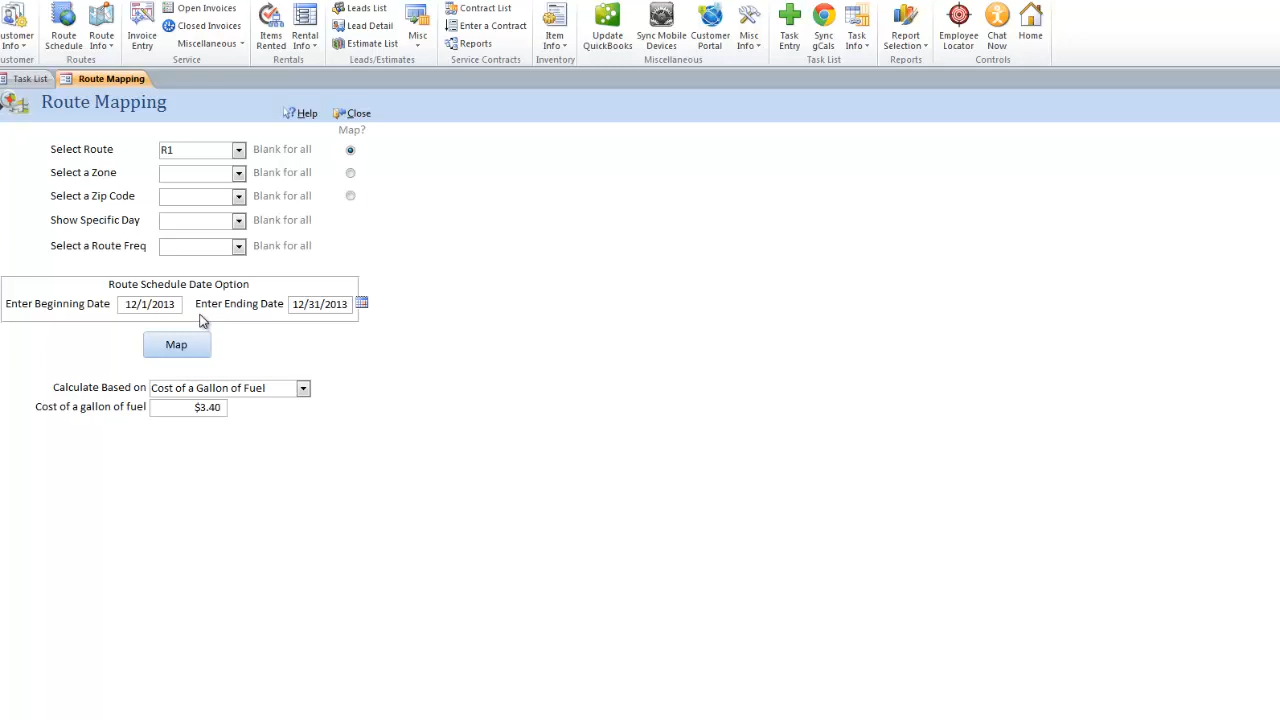 ustomer Info
ustomer
Route Schedule
Route Info
Routes
Invoice Entry
Open Invoices
Closed Invoices
Miscellaneous
Service
Items Rented
Rental Info
Rentals
Leads List
Lead Detail
Estimate List
Misc
Leads/Estimates
Contract List
Enter a Contract
Reports
Service Contracts
Item Info
Inventory
Update QuickBooks
Sync Mobile Devices
Customer Portal
Misc Info
Miscellaneous
Task Entry
Sync gCals
Task Info
Task List
Report Selection
Reports
Employee Locator
Chat Now
Home
Controls
Task List
Route Mapping
Route Mapping
Help
Close
Map?
Select Route R1 Blank for all
Select a Zone Blank for all
Select a Zip Code Blank for all
Show Specific Day Blank for all
Select a Route Freq Blank for all
Route Schedule Date Option
Enter Beginning Date 12/1/2013 Enter Ending Date 12/31/2013
Map
Calculate Based on Cost of a Gallon of Fuel
Cost of a gallon of fuel $3.40